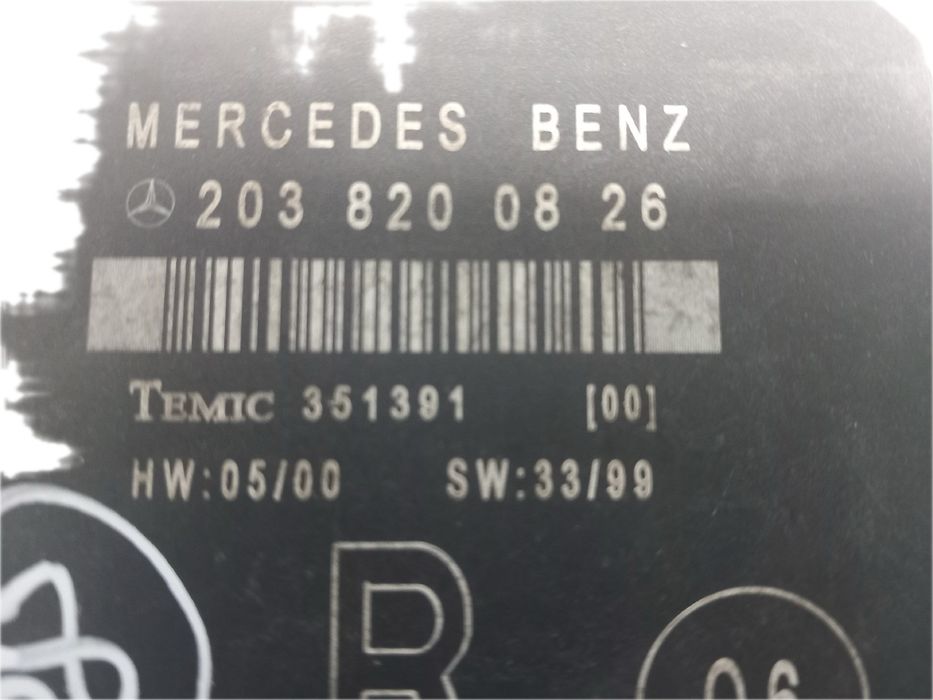 MERCEDES BENZ
203 820 08 26
TEMIC 351391 [00]
HW:05/00 SW:33/99
R
06